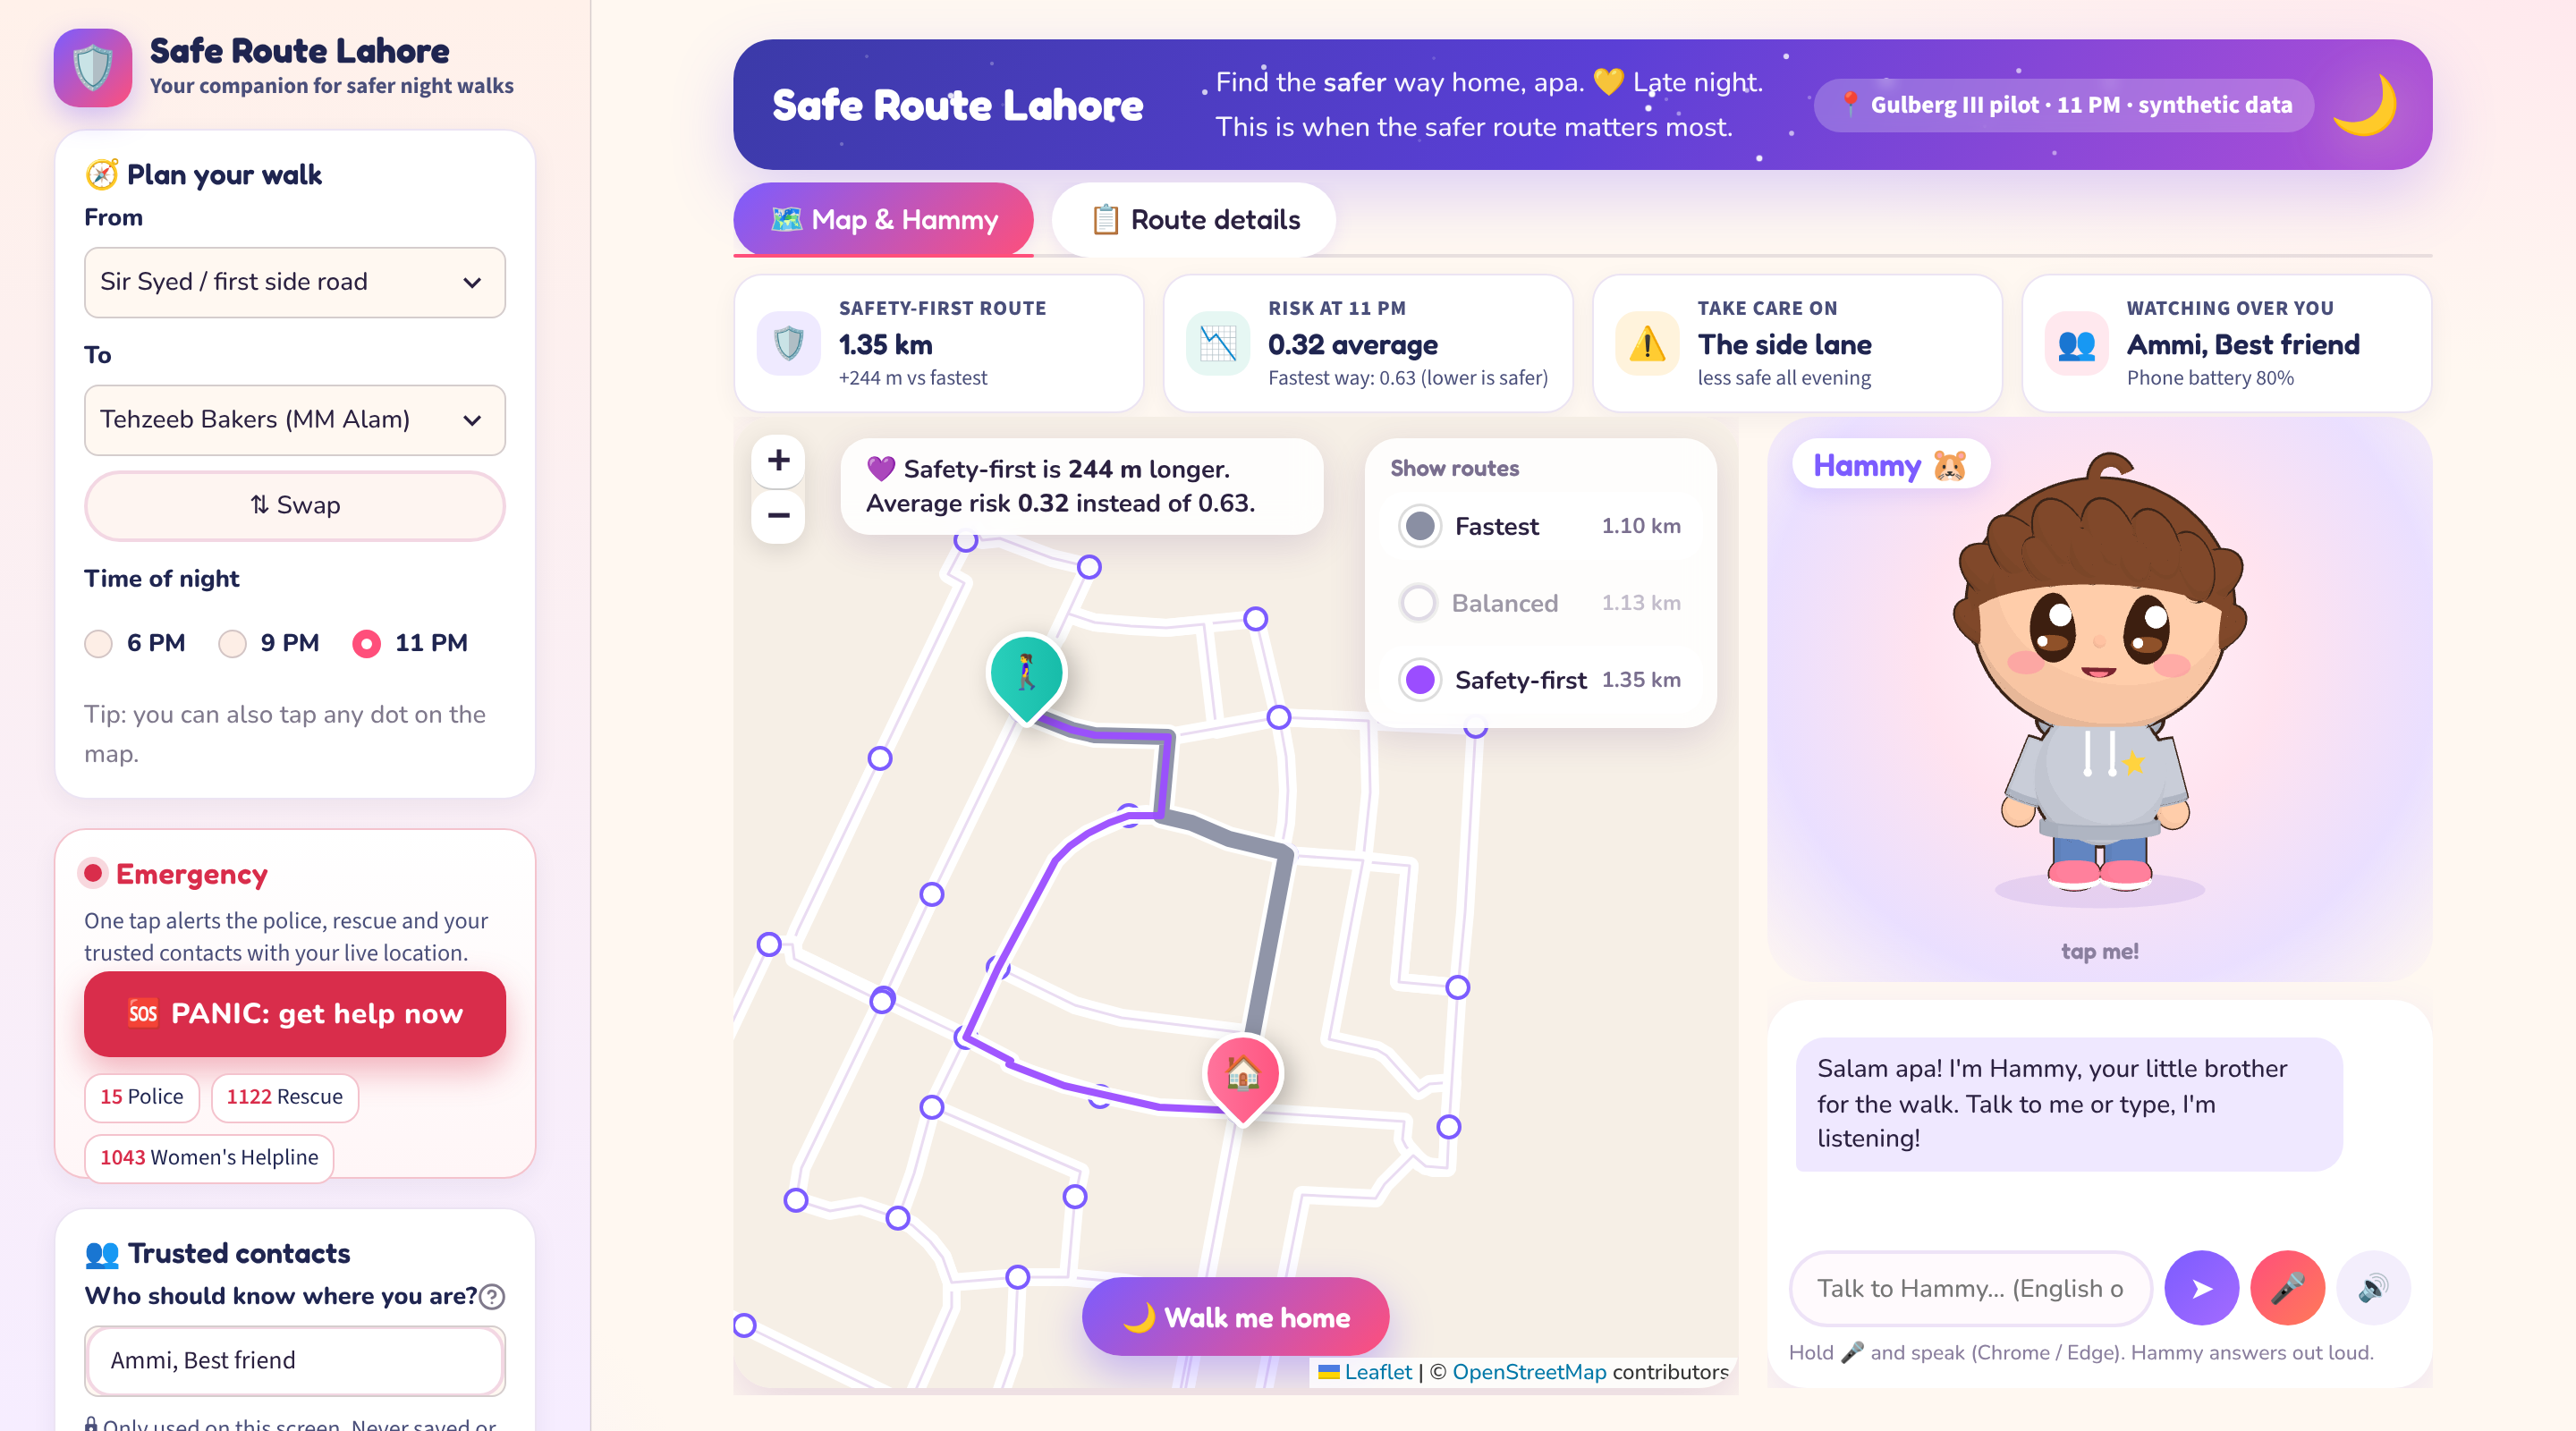 Safe Route Lahore
Your companion for safer night walks
Plan your walk
From
Sir Syed / first side road
To
Tehzeeb Bakers (MM Alam)
⇅ Swap
Time of night
6 PM
9 PM
11 PM
Tip: you can also tap any dot on the
map.
Emergency
One tap alerts the police, rescue and your
trusted contacts with your live location.
🆘 PANIC: get help now
15 Police
1122 Rescue
1043 Women's Helpline
Trusted contacts
Who should know where you are?
Ammi, Best friend
Only used on this screen. Never saved or
Safe Route Lahore
Find the safer way home, apa. 💛 Late night.
This is when the safer route matters most.
📍 Gulberg III pilot · 11 PM · synthetic data
Map & Hammy
Route details
SAFETY-FIRST ROUTE
1.35 km
+244 m vs fastest
RISK AT 11 PM
0.32 average
Fastest way: 0.63 (lower is safer)
TAKE CARE ON
The side lane
less safe all evening
WATCHING OVER YOU
Ammi, Best friend
Phone battery 80%
+
−
💜 Safety-first is 244 m longer.
Average risk 0.32 instead of 0.63.
Show routes
Fastest 1.10 km
Balanced 1.13 km
Safety-first 1.35 km
🌙 Walk me home
Leaflet | © OpenStreetMap contributors
Hammy 🐹
tap me!
Salam apa! I'm Hammy, your little brother
for the walk. Talk to me or type, I'm
listening!
Talk to Hammy... (English o
Hold 🎤 and speak (Chrome / Edge). Hammy answers out loud.